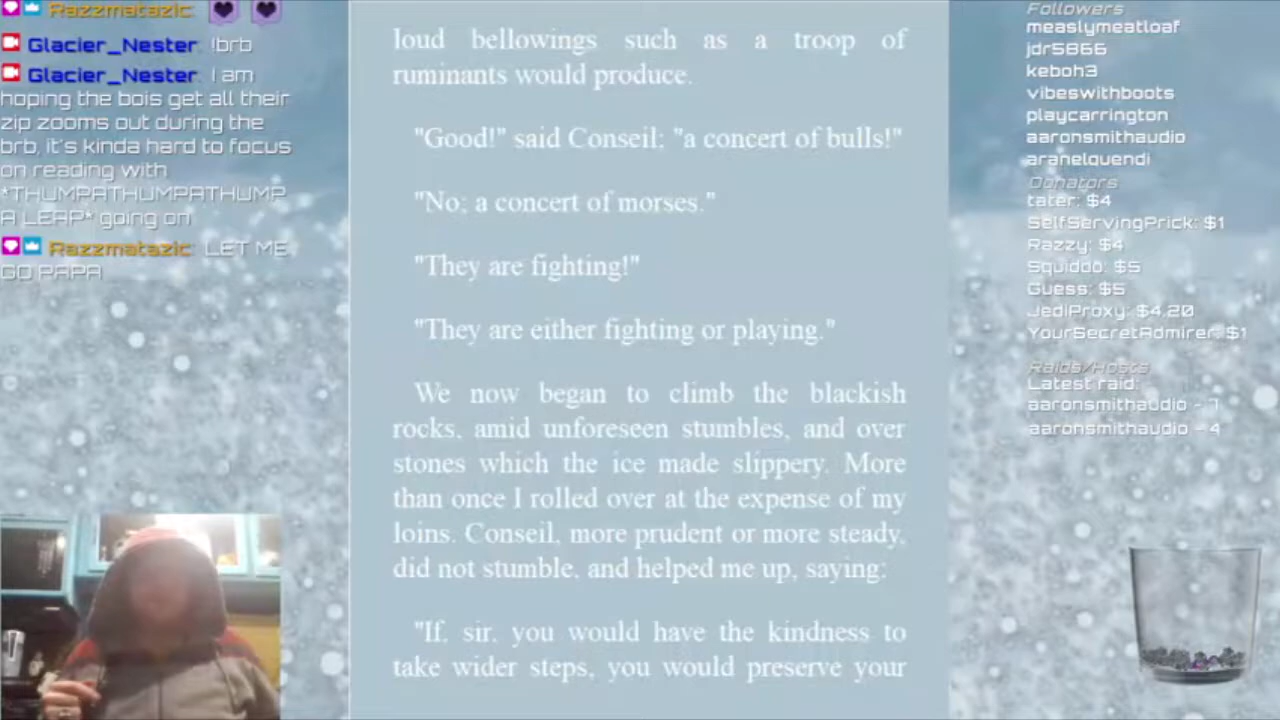 Razzmatazic:
Glacier_Nester: !brb
Glacier_Nester: I am
hoping the bois get all their
zip zooms out during the
brb, it's kinda hard to focus
on reading with
*THUMPATHUMPATHUMP
A LEAP* going on
Razzmatazic: LET ME
GO PAPA
loud bellowings such as a troop of
ruminants would produce.
"Good!" said Conseil; "a concert of bulls!"
"No; a concert of morses."
"They are fighting!"
"They are either fighting or playing."
We now began to climb the blackish
rocks, amid unforeseen stumbles, and over
stones which the ice made slippery. More
than once I rolled over at the expense of my
loins. Conseil, more prudent or more steady,
did not stumble, and helped me up, saying:
"If, sir, you would have the kindness to
take wider steps, you would preserve your
Followers
measlymeatloaf
jdr5866
keboh3
vibeswithboots
playcarrington
aaronsmithaudio
aranelquendi
Donators
tater: $4
SelfServingPrick: $1
Razzy: $4
Squidoo: $5
Guess: $5
JediProxy: $4.20
YourSecretAdmirer: $1
Raids/Hosts
Latest raid:
aaronsmithaudio - 7
aaronsmithaudio - 4